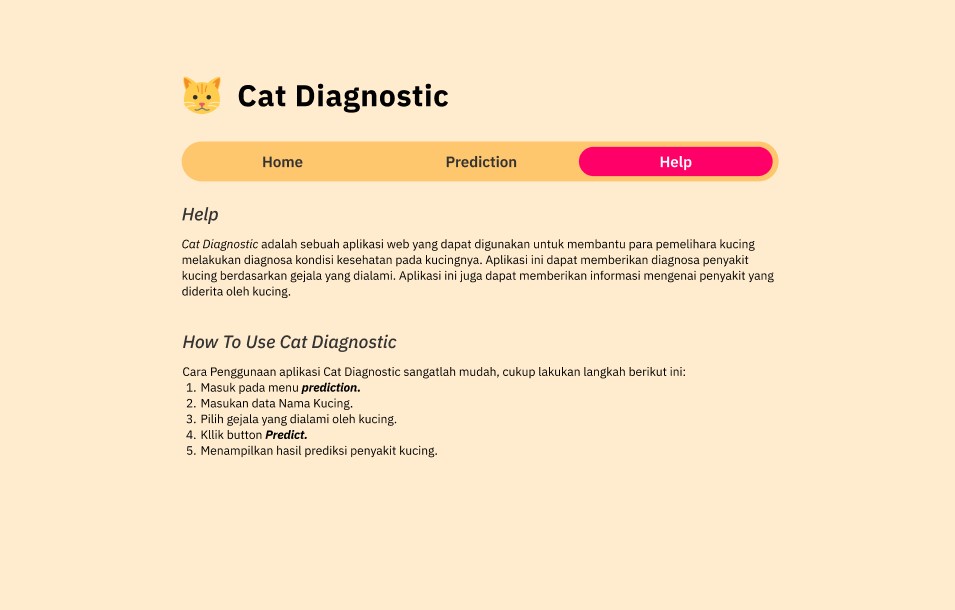 Cat Diagnostic
Home Prediction Help
Help
Cat Diagnostic adalah sebuah aplikasi web yang dapat digunakan untuk membantu para pemelihara kucing
melakukan diagnosa kondisi kesehatan pada kucingnya. Aplikasi ini dapat memberikan diagnosa penyakit
kucing berdasarkan gejala yang dialami. Aplikasi ini juga dapat memberikan informasi mengenai penyakit yang
diderita oleh kucing.
How To Use Cat Diagnostic
Cara Penggunaan aplikasi Cat Diagnostic sangatlah mudah, cukup lakukan langkah berikut ini:
1. Masuk pada menu prediction.
2. Masukan data Nama Kucing.
3. Pilih gejala yang dialami oleh kucing.
4. Kllik button Predict.
5. Menampilkan hasil prediksi penyakit kucing.